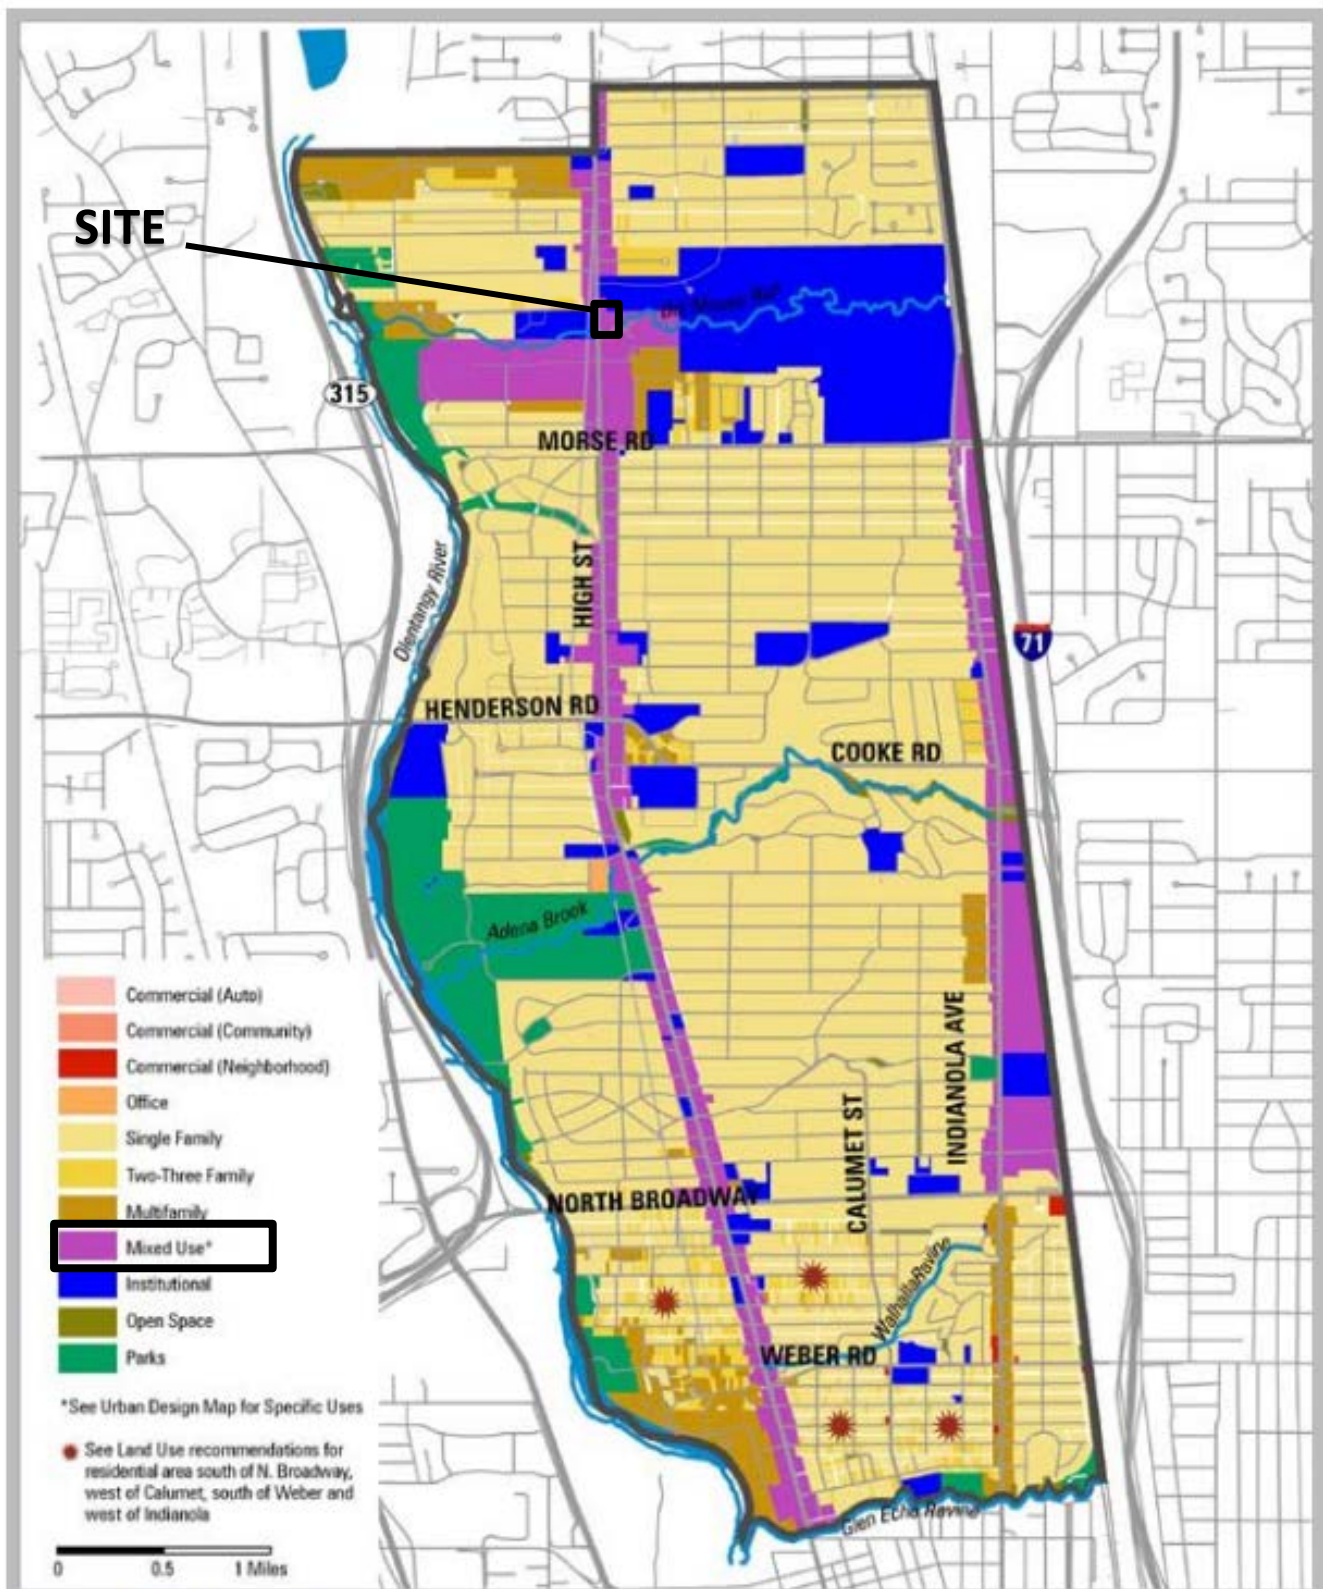 SITE
Big Morse Run
315
MORSE RD
HIGH ST
Olentangy River
71
HENDERSON RD
COOKE RD
Adena Brook
INDIANOLA AVE
CALUMET ST
NORTH BROADWAY
Walhalla Ravine
WEBER RD
Glen Echo Ravine
Commercial (Auto)
Commercial (Community)
Commercial (Neighborhood)
Office
Single Family
Two-Three Family
Multifamily
Mixed Use*
Institutional
Open Space
Parks
*See Urban Design Map for Specific Uses
See Land Use recommendations for
residential area south of N. Broadway,
west of Calumet, south of Weber and
west of Indianola
0 0.5 1 Miles